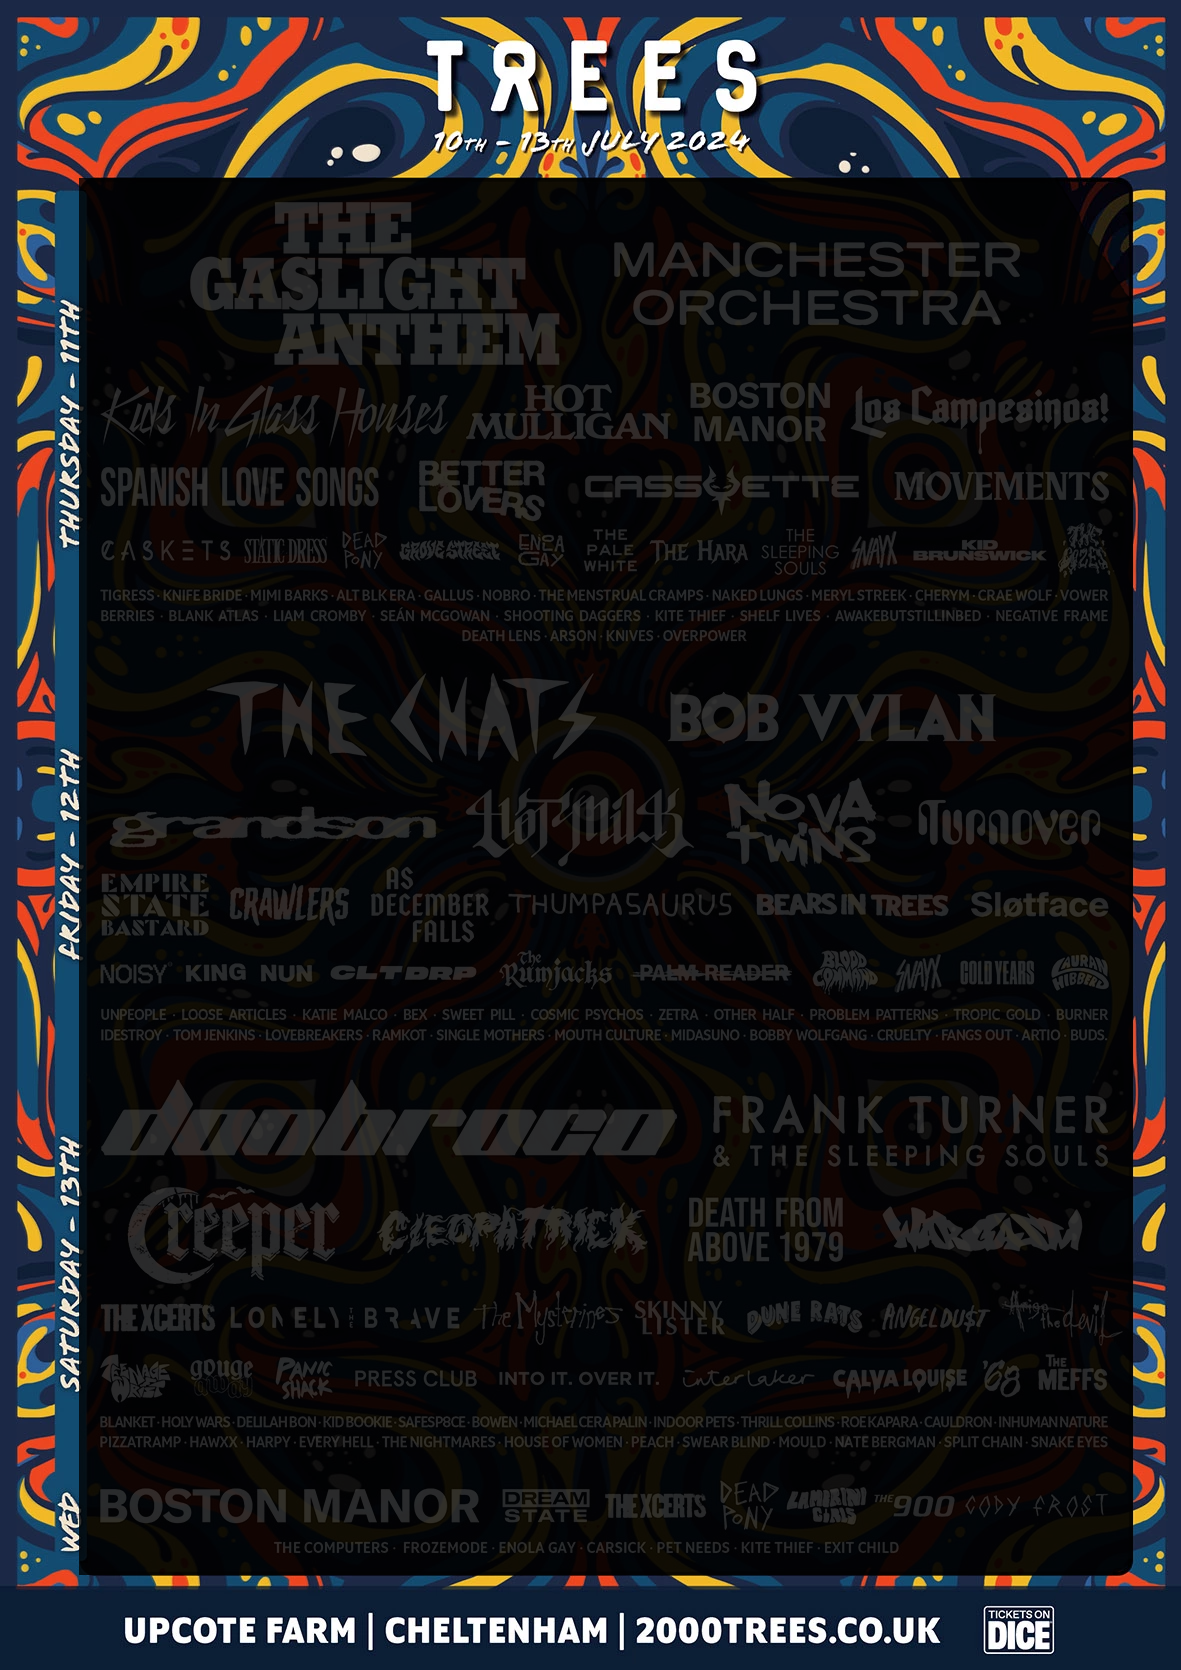 TREES
10TH - 13TH JULY 2024
THURSDAY - 11TH
THE GASLIGHT ANTHEM
MANCHESTER ORCHESTRA
Kids In Glass Houses HOT MULLIGAN BOSTON MANOR Los Campesinos!
SPANISH LOVE SONGS BETTER LOVERS CASSYETTE MOVEMENTS
CASKETS STATIC DRESS DEAD PONY GROVE STREET ENOLA GAY THE PALE WHITE THE HARA THE SLEEPING SOULS SNAYX KID BRUNSWICK THE OOZES
TIGRESS · KNIFE BRIDE · MIMI BARKS · ALT BLK ERA · GALLUS · NOBRO · THE MENSTRUAL CRAMPS · NAKED LUNGS · MERYL STREEK · CHERYM · CRAE WOLF · VOWER
BERRIES · BLANK ATLAS · LIAM CROMBY · SEÁN MCGOWAN · SHOOTING DAGGERS · KITE THIEF · SHELF LIVES · AWAKEBUTSTILLINBED · NEGATIVE FRAME
DEATH LENS · ARSON · KNIVES · OVERPOWER
FRIDAY - 12TH
THE CHATS BOB VYLAN
grandson Hot Milk NOVA TWINS Turnover
EMPIRE STATE BASTARD CRAWLERS AS DECEMBER FALLS THUMPASAURUS BEARS IN TREES Sløtface
NOISY KING NUN CLT DRP The Rumjacks PALM READER BLOOD COMMAND SNAYX COLD YEARS LAURAN HIBBERD
UNPEOPLE · LOOSE ARTICLES · KATIE MALCO · BEX · SWEET PILL · COSMIC PSYCHOS · ZETRA · OTHER HALF · PROBLEM PATTERNS · TROPIC GOLD · BURNER
IDESTROY · TOM JENKINS · LOVEBREAKERS · RAMKOT · SINGLE MOTHERS · MOUTH CULTURE · MIDASUNO · BOBBY WOLFGANG · CRUELTY · FANGS OUT · ARTIO · BUDS.
SATURDAY - 13TH
donbroco FRANK TURNER & THE SLEEPING SOULS
Creeper CLEOPATRICK DEATH FROM ABOVE 1979 WARGASM
THE XCERTS LONELY THE BRAVE The Mysterines SKINNY LISTER DUNE RATS ANGEL DU$T Haiga the devil
TEENAGE WRIST gouge away PANIC SHACK PRESS CLUB INTO IT. OVER IT. interlaker CALVA LOUISE '68 THE MEFFS
BLANKET · HOLY WARS · DELILAH BON · KID BOOKIE · SAFESP8CE · BOWEN · MICHAEL CERA PALIN · INDOOR PETS · THRILL COLLINS · ROE KAPARA · CAULDRON · INHUMAN NATURE
PIZZATRAMP · HAWXX · HARPY · EVERYHELL · THE NIGHTMARES · HOUSE OF WOMEN · PEACH · SWEAR BLIND · MOULD · NATE BERGMAN · SPLIT CHAIN · SNAKE EYES
WED
BOSTON MANOR DREAM STATE THE XCERTS DEAD PONY LAMBRINI GIRLS THE 900 CODY FROST
THE COMPUTERS · FROZEMODE · ENOLA GAY · CARSICK · PET NEEDS · KITE THIEF · EXIT CHILD
UPCOTE FARM | CHELTENHAM | 2000TREES.CO.UK
TICKETS ON
DICE